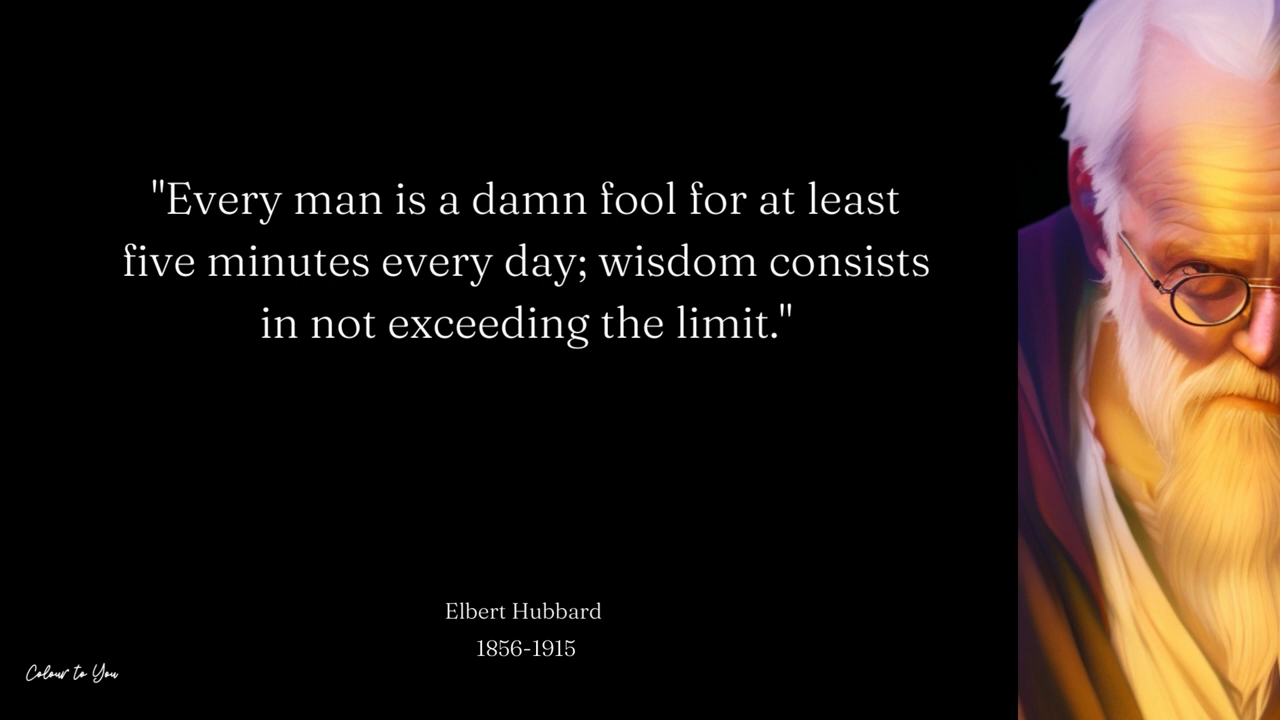 "Every man is a damn fool for at least
five minutes every day; wisdom consists
in not exceeding the limit."
Elbert Hubbard
1856-1915
Colour to You